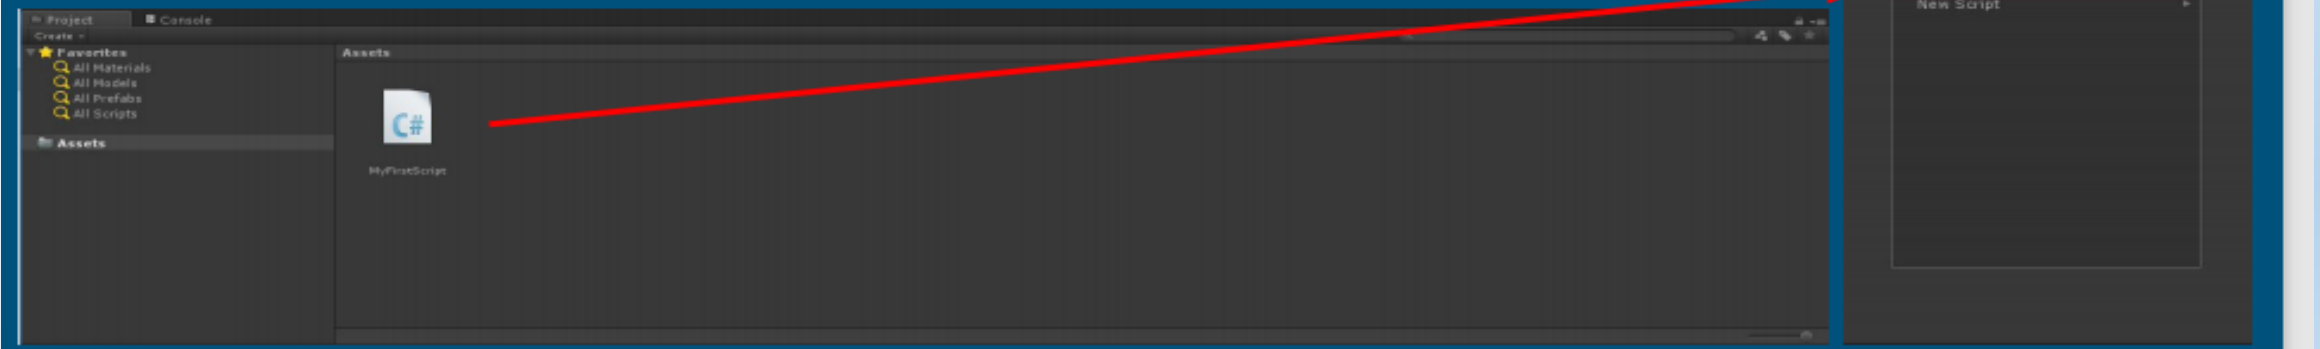 Project
Console
New Script
Create
Favorites
All Materials
All Models
All Prefabs
All Scripts
Assets
Assets
C#
MyFirstScript